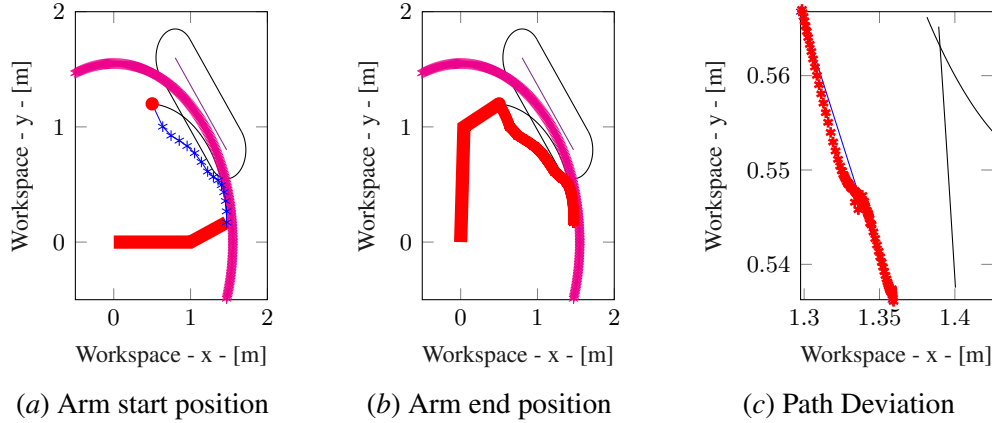 2
1
0
0 1 2
Workspace - y - [m]
Workspace - x - [m]
(a) Arm start position
2
1
0
0 1 2
Workspace - y - [m]
Workspace - x - [m]
(b) Arm end position
0.56
0.55
0.54
1.3 1.35 1.4
Workspace - y - [m]
Workspace - x - [m]
(c) Path Deviation